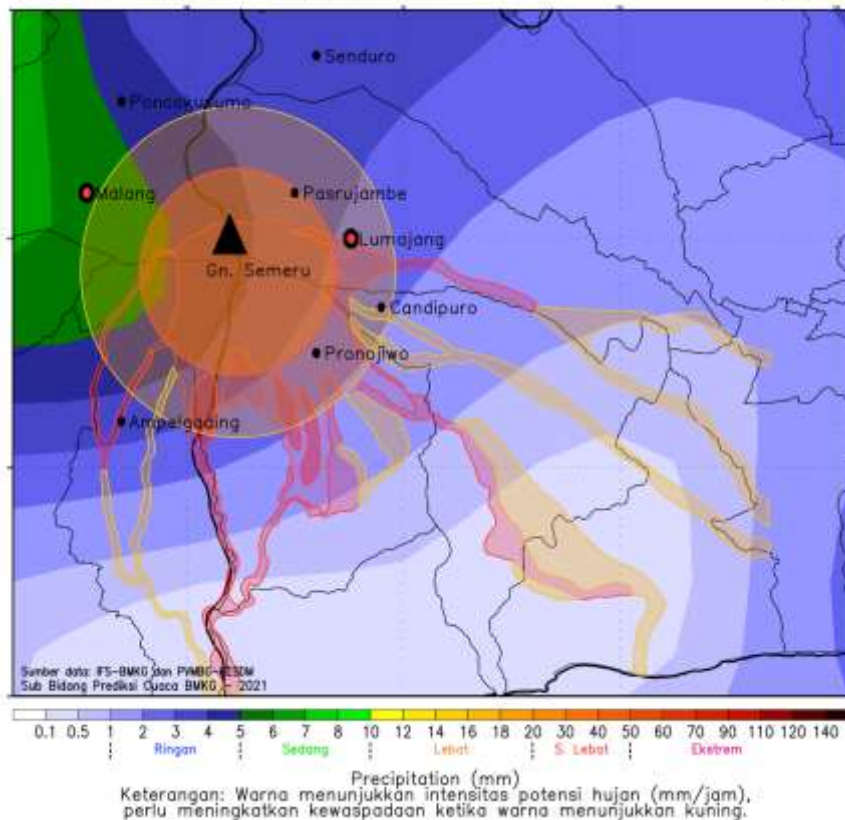 Senduro
Poncokusumo
Malang
Pasrujambe
Lumajang
Gn. Semeru
Candipuro
Pronojiwo
Ampelgading
Sumber data: IFS-BMKG dan PVMBG-ESDM
Sub Bidang Prediksi Cuaca BMKG - 2021
0.1 0.5 1 2 3 4 5 6 7 8 10 12 14 16 18 20 30 40 50 60 70 90 110 120 140
Ringan Sedang Lebat S. Lebat Ekstrem
Precipitation (mm)
Keterangan: Warna menunjukkan intensitas potensi hujan (mm/jam),
perlu meningkatkan kewaspadaan ketika warna menunjukkan kuning.